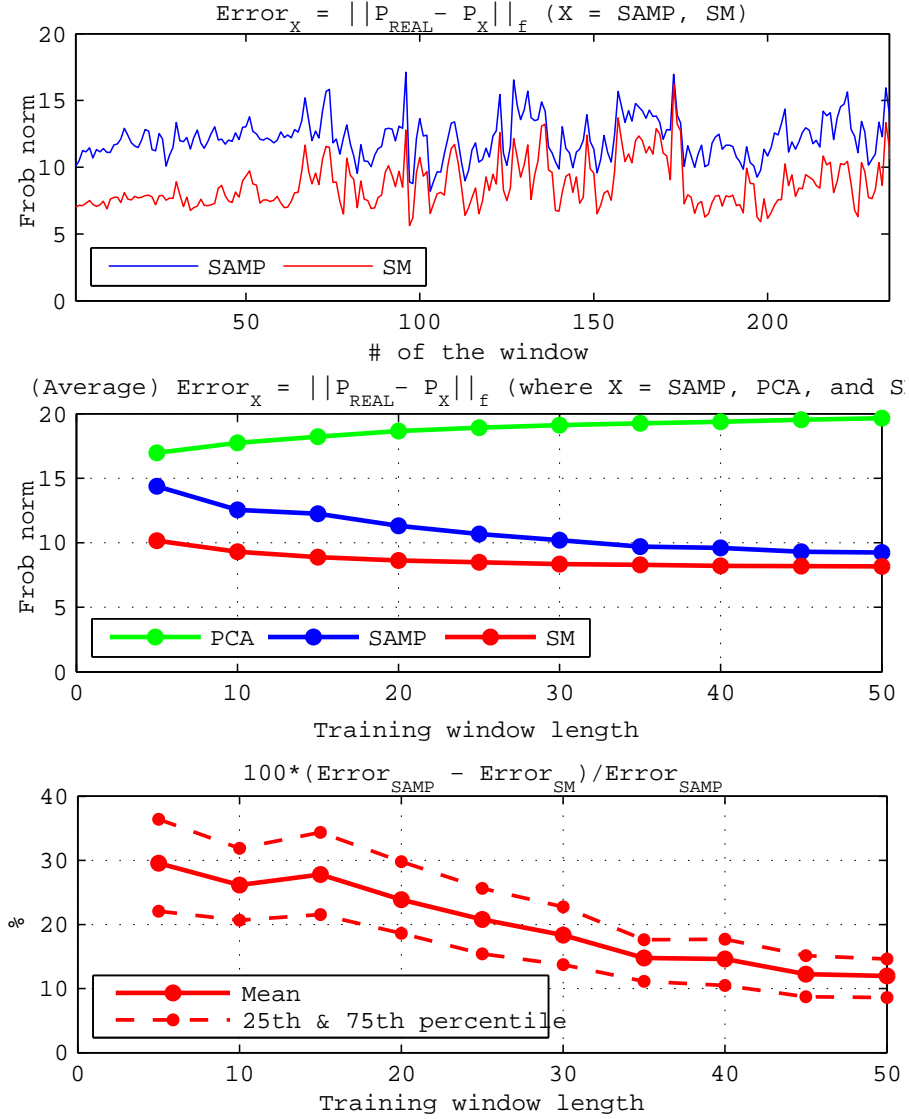 Error_X = ||P_REAL - P_X||_f (X = SAMP, SM)
20
15
10
5
0
Frob norm
SAMP SM
50 100 150 200
# of the window
(Average) Error_X = ||P_REAL - P_X||_f (where X = SAMP, PCA, and S
20
15
10
5
0
Frob norm
PCA SAMP SM
0 10 20 30 40 50
Training window length
100*(Error_SAMP - Error_SM)/Error_SAMP
40
30
20
10
0
%
Mean
25th & 75th percentile
0 10 20 30 40 50
Training window length